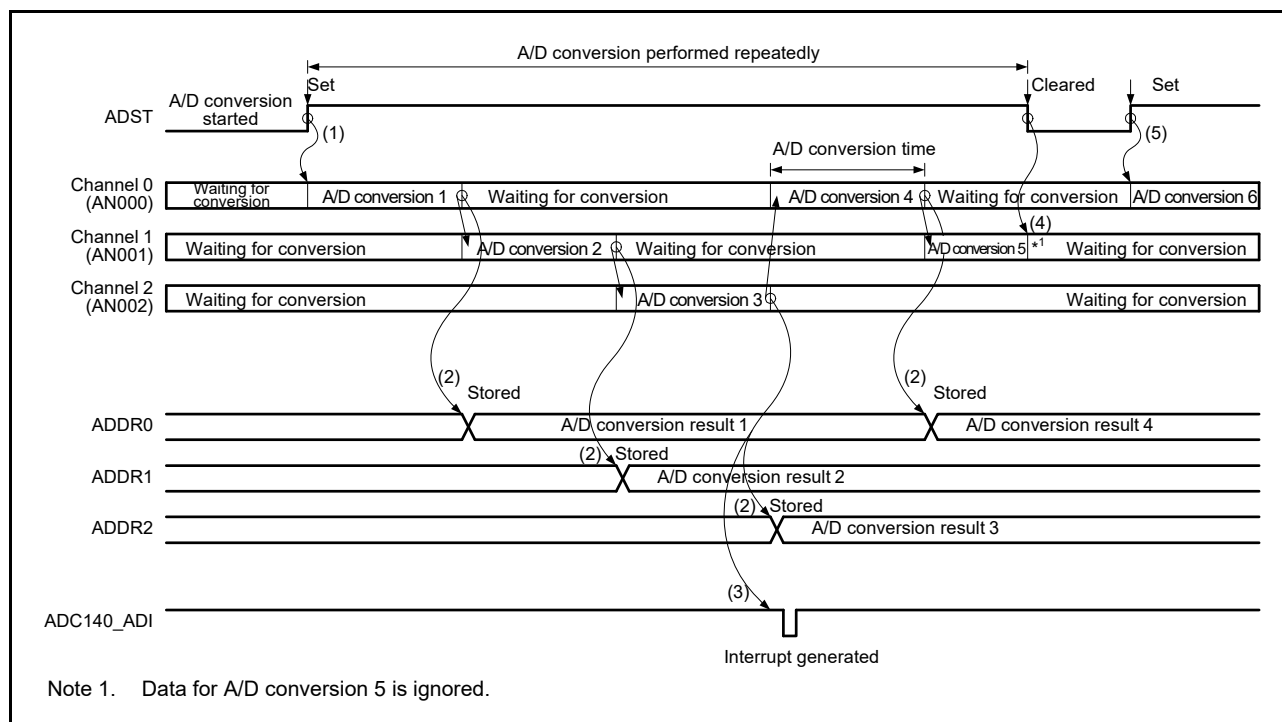 A/D conversion performed repeatedly
Set
Cleared
Set
A/D conversion
started
ADST
(1)
(5)
A/D conversion time
Channel 0
(AN000)
Waiting for
conversion
A/D conversion 1
Waiting for conversion
A/D conversion 4
Waiting for conversion
A/D conversion 6
(4)
Channel 1
(AN001)
Waiting for conversion
A/D conversion 2
Waiting for conversion
A/D conversion 5
*1
Waiting for conversion
Channel 2
(AN002)
Waiting for conversion
A/D conversion 3
Waiting for conversion
(2)
Stored
(2)
Stored
ADDR0
A/D conversion result 1
A/D conversion result 4
(2)
Stored
ADDR1
A/D conversion result 2
(2)
Stored
ADDR2
A/D conversion result 3
(3)
ADC140_ADI
Interrupt generated
Note 1. Data for A/D conversion 5 is ignored.